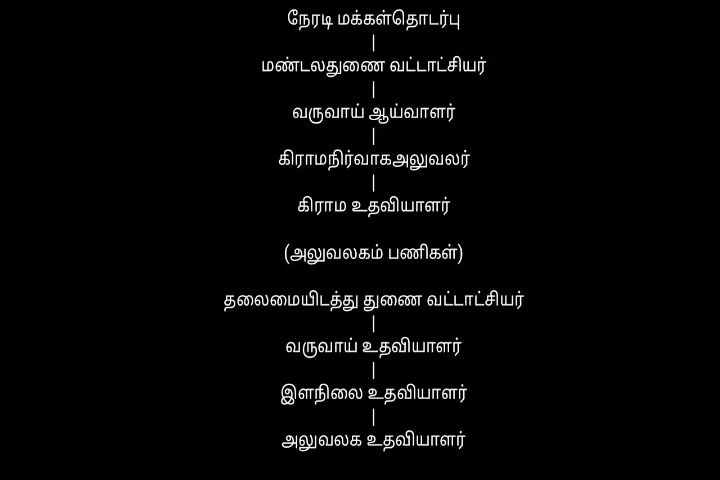 நேரடி மக்கள்தொடர்பு
|
மண்டலதுணை வட்டாட்சியர்
|
வருவாய் ஆய்வாளர்
|
கிராமநிர்வாகஅலுவலர்
|
கிராம உதவியாளர்
(அலுவலகம் பணிகள்)
தலைமையிடத்து துணை வட்டாட்சியர்
|
வருவாய் உதவியாளர்
|
இளநிலை உதவியாளர்
|
அலுவலக உதவியாளர்